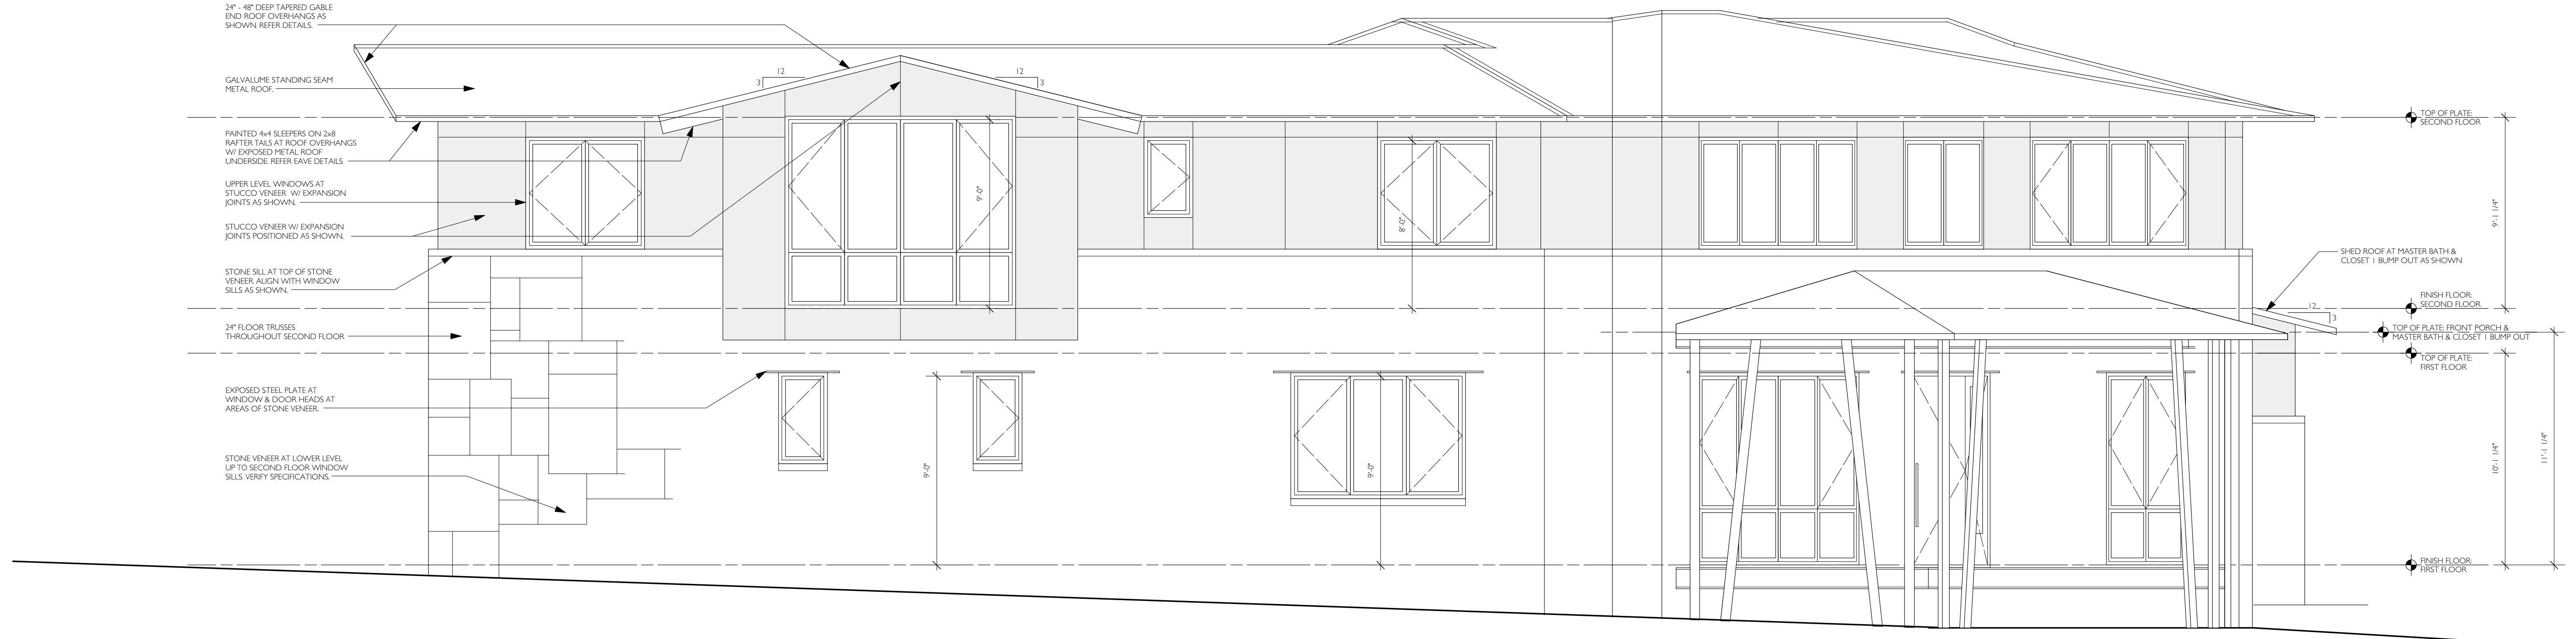 24" - 48" DEEP TAPERED GABLE
END ROOF OVERHANGS AS
SHOWN. REFER DETAILS.
GALVALUME STANDING SEAM
METAL ROOF.
PAINTED 4x4 SLEEPERS ON 2x8
RAFTER TAILS AT ROOF OVERHANGS
W/ EXPOSED METAL ROOF
UNDERSIDE. REFER EAVE DETAILS
UPPER LEVEL WINDOWS AT
STUCCO VENEER W/ EXPANSION
JOINTS AS SHOWN.
STUCCO VENEER W/ EXPANSION
JOINTS POSITIONED AS SHOWN.
STONE SILL AT TOP OF STONE
VENEER. ALIGN WITH WINDOW
SILLS AS SHOWN.
24" FLOOR TRUSSES
THROUGHOUT SECOND FLOOR
EXPOSED STEEL PLATE AT
WINDOW & DOOR HEADS AT
AREAS OF STONE VENEER.
STONE VENEER AT LOWER LEVEL
UP TO SECOND FLOOR WINDOW
SILLS. VERIFY SPECIFICATIONS.
12
3
12
3
9'-0"
8'-0"
9'-0"
9'-0"
TOP OF PLATE:
SECOND FLOOR
9'-1 1/4"
SHED ROOF AT MASTER BATH &
CLOSET 1 BUMP OUT AS SHOWN
12
3
FINISH FLOOR:
SECOND FLOOR
TOP OF PLATE: FRONT PORCH &
MASTER BATH & CLOSET 1 BUMP OUT
TOP OF PLATE:
FIRST FLOOR
10'-1 1/4"
11'-1 1/4"
FINISH FLOOR:
FIRST FLOOR